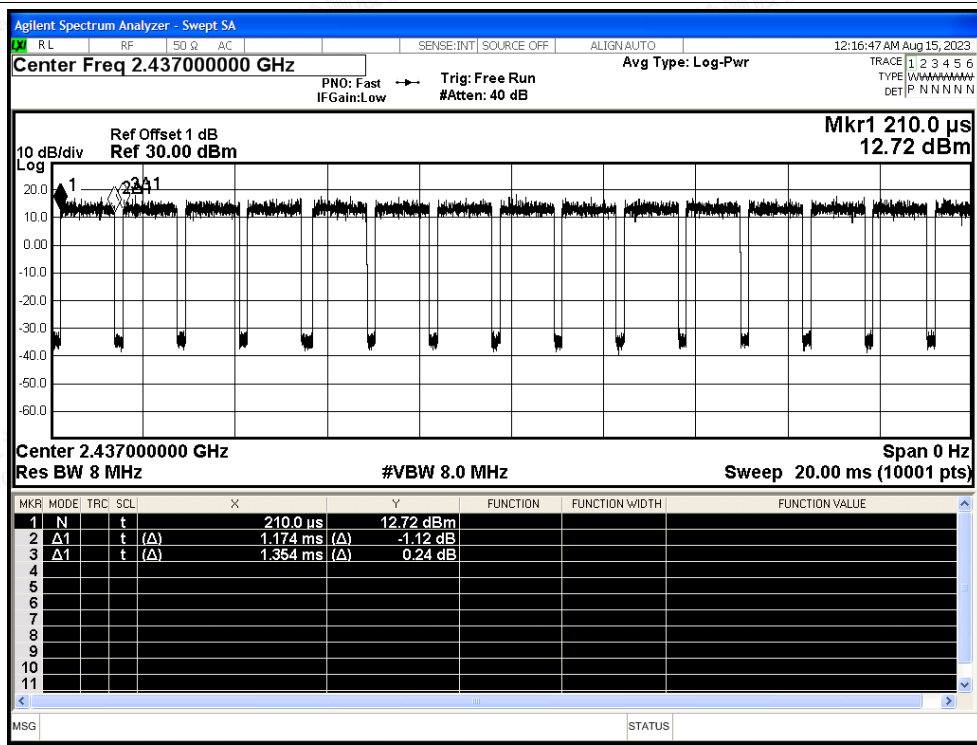 Agilent Spectrum Analyzer - Swept SA
LXI RL RF 50 Ω AC SENSE:INT SOURCE OFF ALIGN AUTO 12:16:47 AM Aug 15, 2023
Center Freq 2.437000000 GHz
PNO: Fast
IFGain:Low
Trig: Free Run
#Atten: 40 dB
Avg Type: Log-Pwr
TRACE 1 2 3 4 5 6
TYPE
DET P N N N N N
Ref Offset 1 dB
10 dB/div Ref 30.00 dBm
Log
Mkr1 210.0 µs
12.72 dBm
20.0
10.0
0.00
-10.0
-20.0
-30.0
-40.0
-50.0
-60.0
1
3Δ1
Center 2.437000000 GHz Span 0 Hz
Res BW 8 MHz #VBW 8.0 MHz Sweep 20.00 ms (10001 pts)
MKR MODE TRC SCL X Y FUNCTION FUNCTION WIDTH FUNCTION VALUE
1 N t 210.0 µs 12.72 dBm
2 Δ1 t (Δ) 1.174 ms (Δ) -1.12 dB
3 Δ1 t (Δ) 1.354 ms (Δ) 0.24 dB
4
5
6
7
8
9
10
11
MSG STATUS